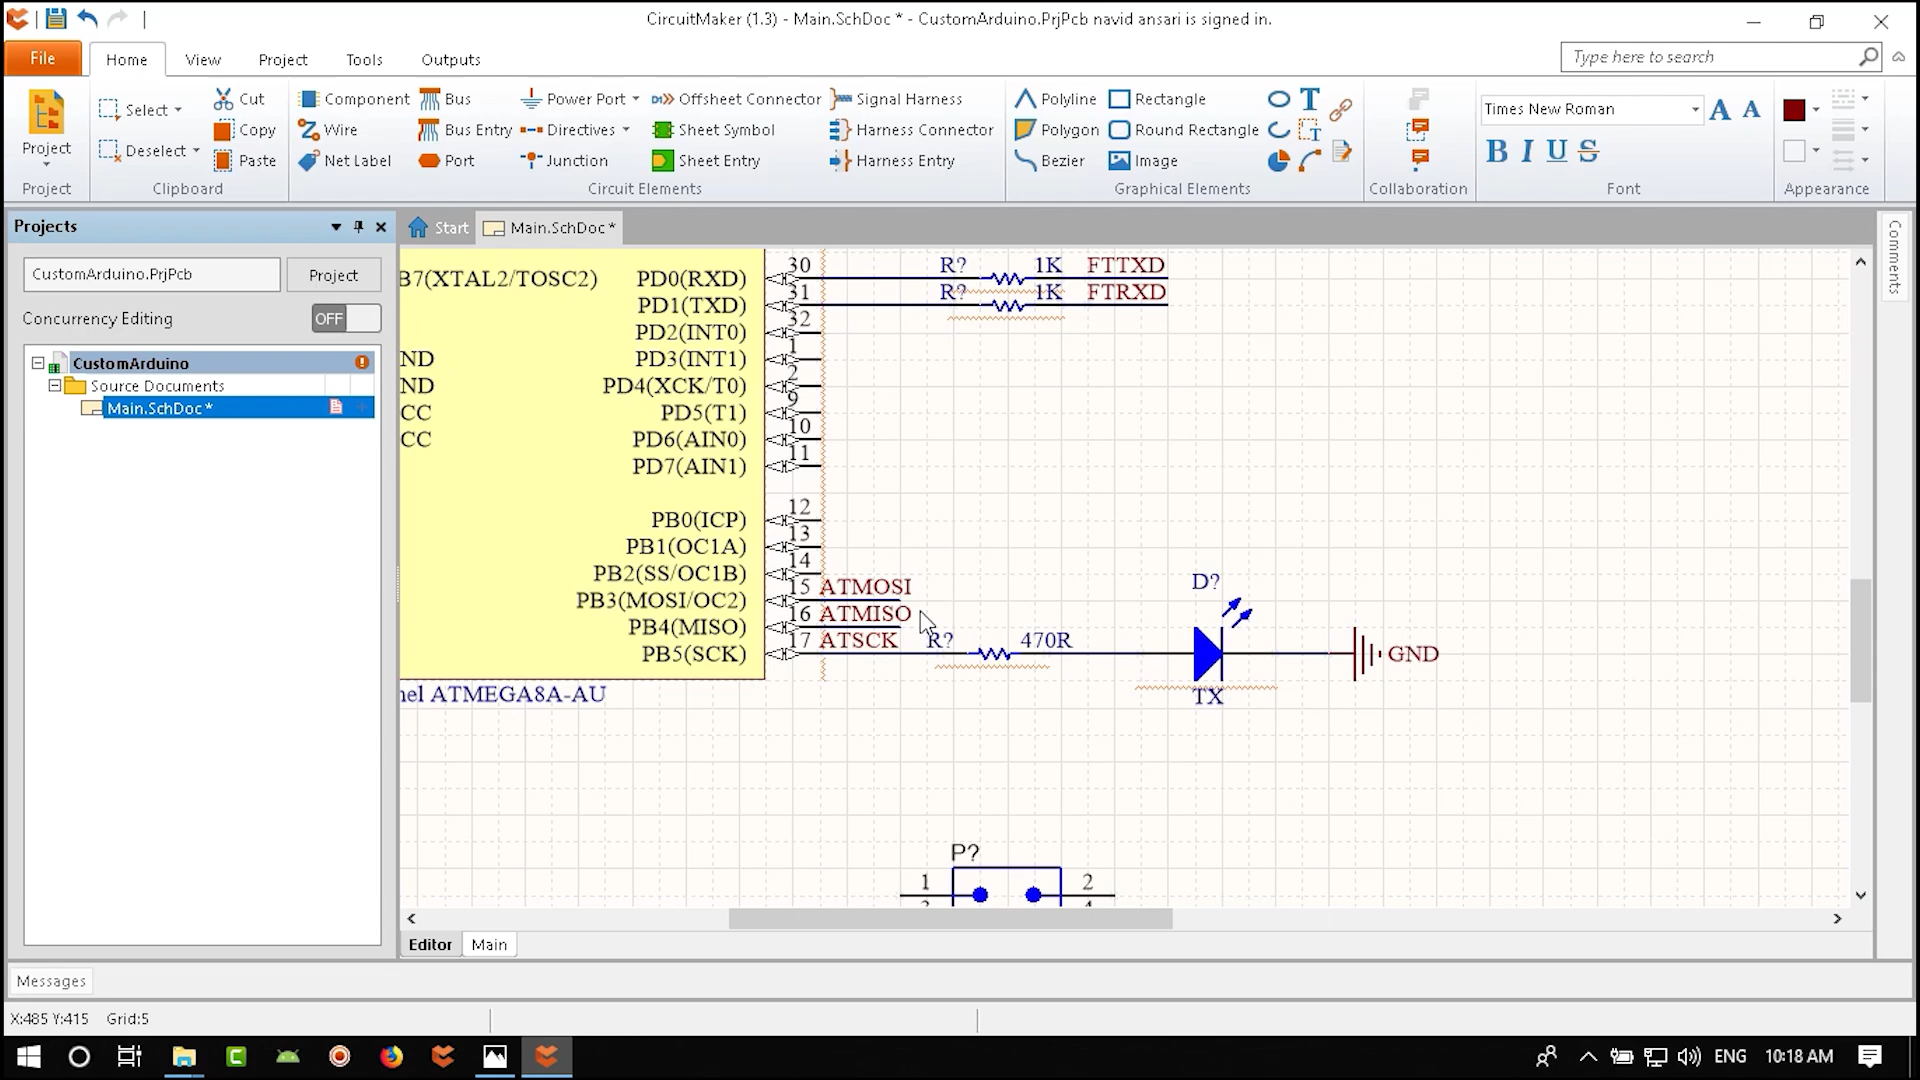 CircuitMaker (1.3) - Main.SchDoc * - CustomArduino.PrjPcb navid ansari is signed in.
File Home View Project Tools Outputs
Type here to search
Project
Select
Deselect
Cut
Copy
Paste
Component
Wire
Net Label
Bus
Bus Entry
Port
Power Port
Directives
Junction
Offsheet Connector
Sheet Symbol
Sheet Entry
Signal Harness
Harness Connector
Harness Entry
Polyline
Polygon
Bezier
Rectangle
Round Rectangle
Image
Times New Roman
Project Clipboard Circuit Elements Graphical Elements Collaboration Font Appearance
Projects
CustomArduino.PrjPcb Project
Concurrency Editing OFF
CustomArduino
Source Documents
Main.SchDoc *
Start Main.SchDoc *
Comments
B7(XTAL2/TOSC2) PD0(RXD) 30 R? 1K FTTXD
PD1(TXD) 31 R? 1K FTRXD
PD2(INT0) 32
ND PD3(INT1) 1
ND PD4(XCK/T0) 2
CC PD5(T1) 9
CC PD6(AIN0) 10
PD7(AIN1) 11
PB0(ICP) 12
PB1(OC1A) 13
PB2(SS/OC1B) 14
PB3(MOSI/OC2) 15 ATMOSI
PB4(MISO) 16 ATMISO
PB5(SCK) 17 ATSCK R? 470R
D?
TX
GND
nel ATMEGA8A-AU
P?
1 2
Editor Main
Messages
X:485 Y:415 Grid:5
ENG 10:18 AM